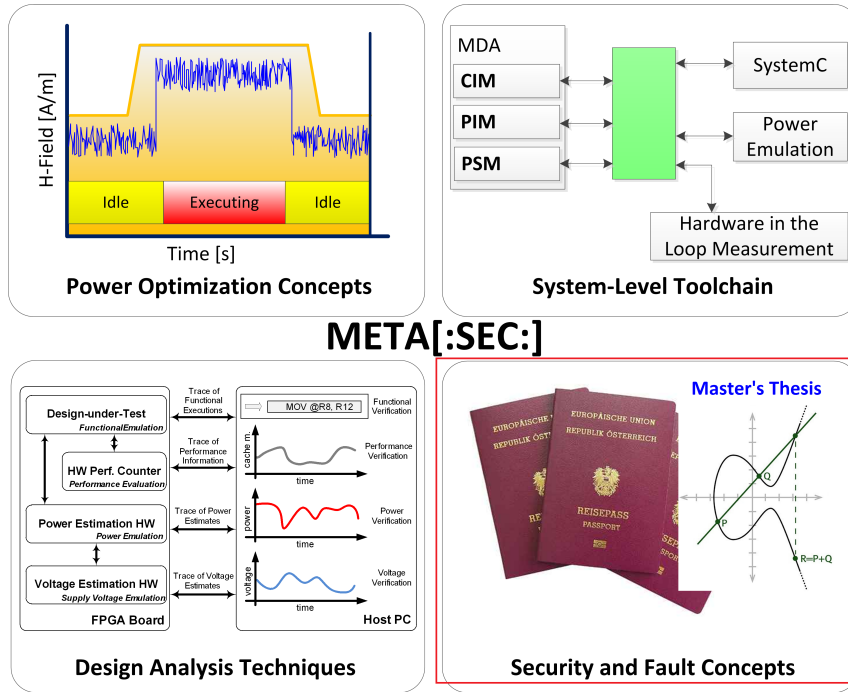 H-Field [A/m]
Idle
Executing
Idle
Time [s]
Power Optimization Concepts
MDA
CIM
PIM
PSM
SystemC
Power
Emulation
Hardware in the
Loop Measurement
System-Level Toolchain
META[:SEC:]
Design-under-Test
FunctionalEmulation
HW Perf. Counter
Performance Evaluation
Power Estimation HW
Power Emulation
Voltage Estimation HW
Supply Voltage Emulation
FPGA Board
Trace of
Functional
Executions
Trace of
Performance
Information
Trace of Power
Estimates
Trace of Voltage
Estimates
MOV @R8, R12
Functional
Verification
cache m.
time
Performance
Verification
power
time
Power
Verification
voltage
time
Voltage
Verification
Host PC
Design Analysis Techniques
Master's Thesis
EUROPÄISCHE UNION
REPUBLIK ÖST
EUROPÄISCHE UNION
REPUBLIK ÖSTERREICH
REISEPASS
PASSPORT
Q
P
R=P+Q
Security and Fault Concepts